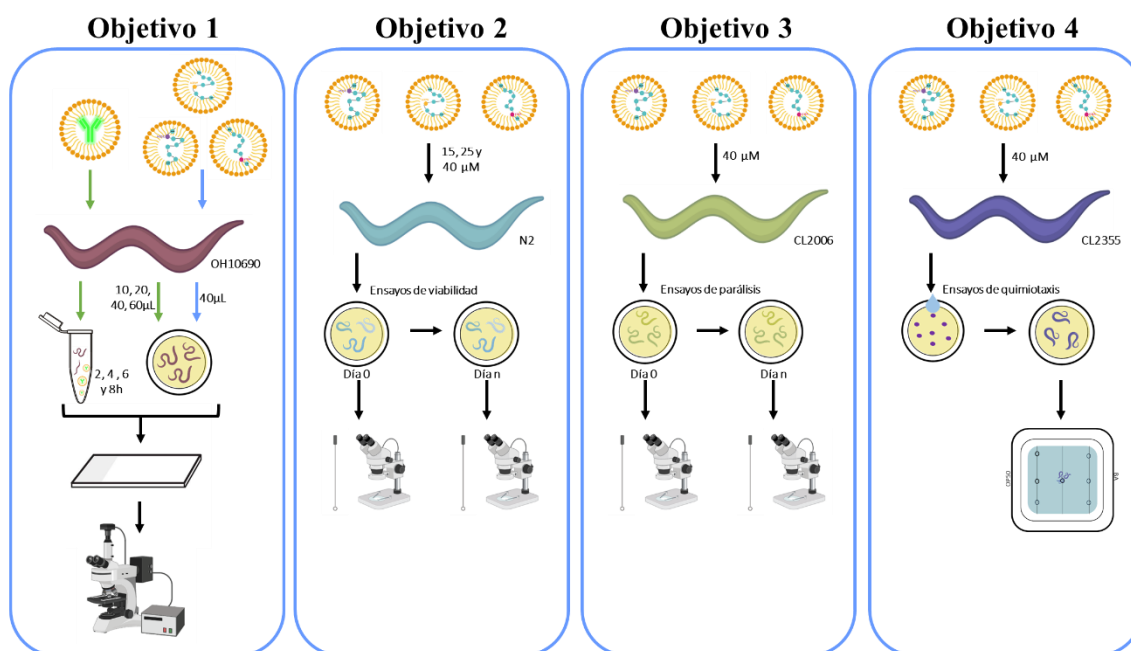 Objetivo 1
OH10690
10, 20,
40, 60µL
40µL
2, 4, 6
y 8h
Objetivo 2
15, 25 y
40 µM
N2
Ensayos de viabilidad
Día 0
Día n
Objetivo 3
40 µM
CL2006
Ensayos de parálisis
Día 0
Día n
Objetivo 4
40 µM
CL2355
Ensayos de quimiotaxis
OP50